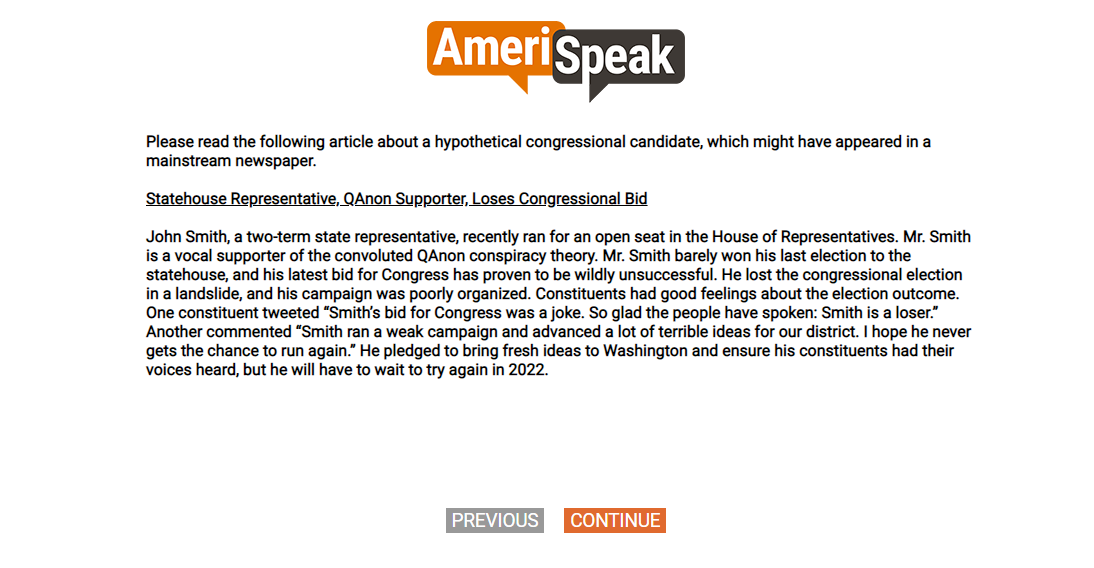 AmeriSpeak
Please read the following article about a hypothetical congressional candidate, which might have appeared in a
mainstream newspaper.
Statehouse Representative, QAnon Supporter, Loses Congressional Bid
John Smith, a two-term state representative, recently ran for an open seat in the House of Representatives. Mr. Smith
is a vocal supporter of the convoluted QAnon conspiracy theory. Mr. Smith barely won his last election to the
statehouse, and his latest bid for Congress has proven to be wildly unsuccessful. He lost the congressional election
in a landslide, and his campaign was poorly organized. Constituents had good feelings about the election outcome.
One constituent tweeted “Smith’s bid for Congress was a joke. So glad the people have spoken: Smith is a loser.”
Another commented “Smith ran a weak campaign and advanced a lot of terrible ideas for our district. I hope he never
gets the chance to run again.” He pledged to bring fresh ideas to Washington and ensure his constituents had their
voices heard, but he will have to wait to try again in 2022.
PREVIOUS CONTINUE